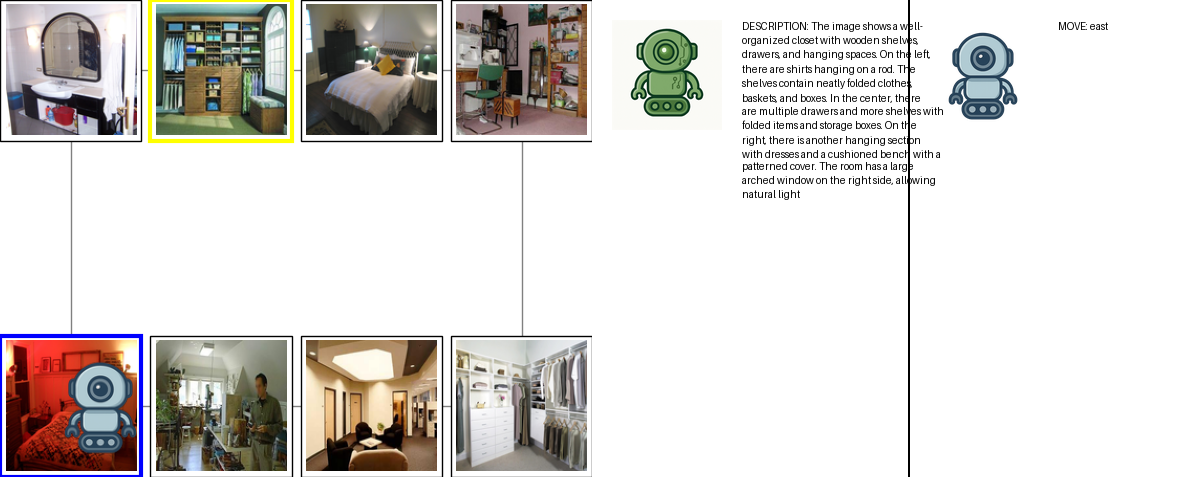 DESCRIPTION: The image shows a well-
organized closet with wooden shelves,
drawers, and hanging spaces. On the left,
there are shirts hanging on a rod. The
shelves contain neatly folded clothes,
baskets, and boxes. In the center, there
are multiple drawers and more shelves with
folded items and storage boxes. On the
right, there is another hanging section
with dresses and a cushioned bench with a
patterned cover. The room has a large
arched window on the right side, allowing
natural light
MOVE: east